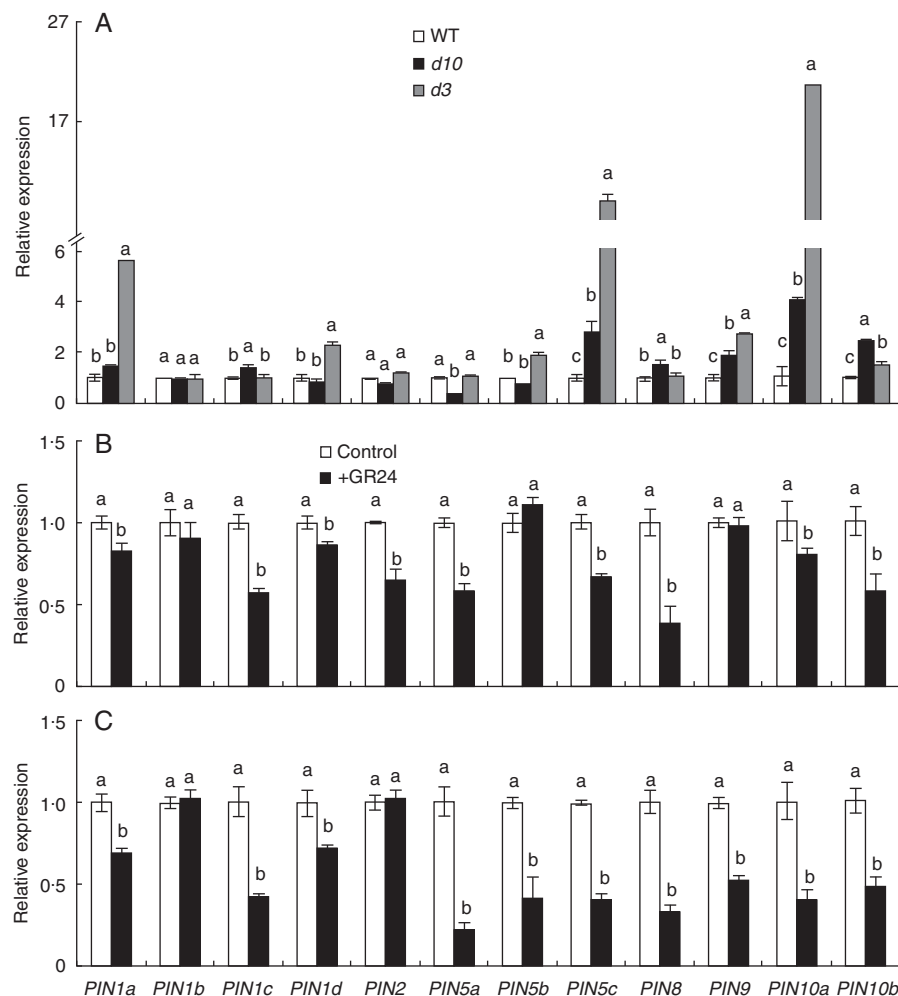 A
WT
d10
d3
Relative expression
27
17
6
4
2
0
b b a
a a a
b a b
b b a
a a a
a b a
b b a
c b a
b a b
c b a
c b a
c a b
B
Control
+GR24
Relative expression
1·5
1·0
0·5
0
a b
a a
a b
a b
a b
a b
a a
a b
a b
a a
a b
a b
C
Relative expression
1·5
1·0
0·5
0
a b
a a
a b
a b
a a
a b
a b
a b
a b
a b
a b
a b
PIN1a PIN1b PIN1c PIN1d PIN2 PIN5a PIN5b PIN5c PIN8 PIN9 PIN10a PIN10b